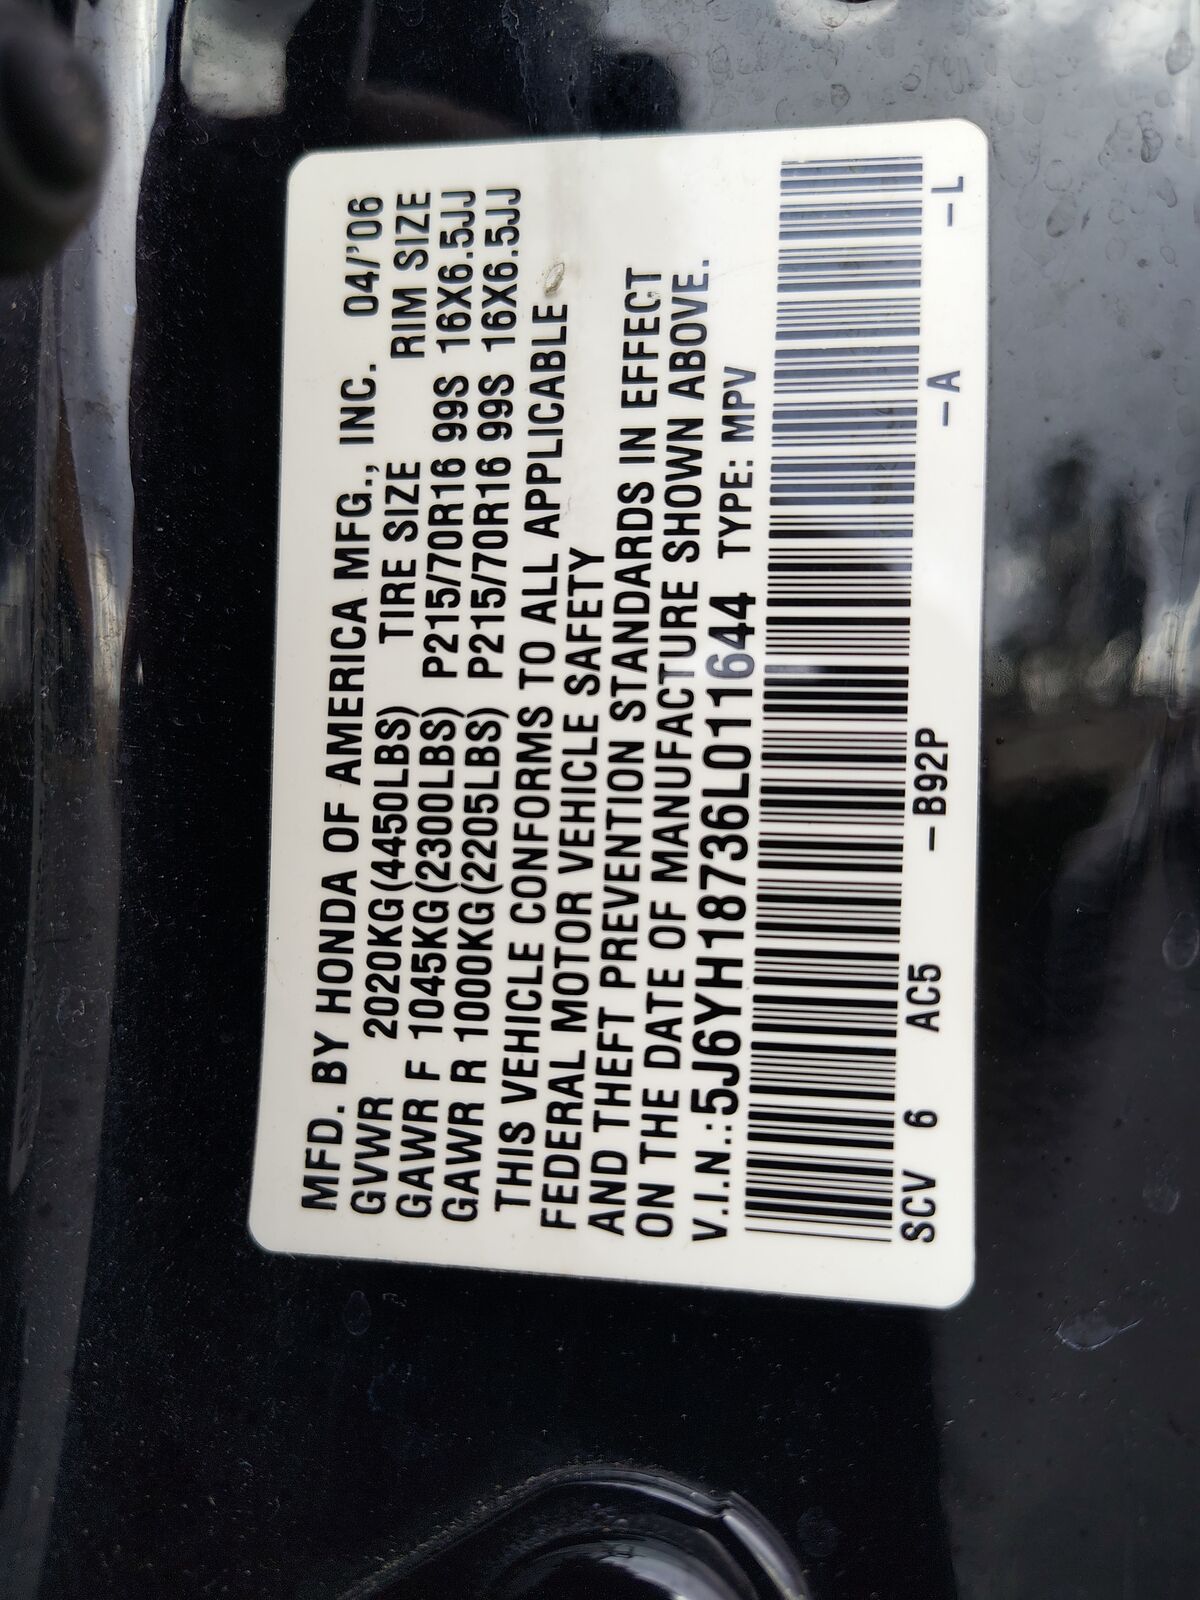 MFD. BY HONDA OF AMERICA MFG., INC. 04/'06
GVWR 2020KG(4450LBS) TIRE SIZE RIM SIZE
GAWR F 1045KG(2300LBS) P215/70R16 99S 16X6.5JJ
GAWR R 1000KG(2205LBS) P215/70R16 99S 16X6.5JJ
THIS VEHICLE CONFORMS TO ALL APPLICABLE
FEDERAL MOTOR VEHICLE SAFETY
AND THEFT PREVENTION STANDARDS IN EFFECT
ON THE DATE OF MANUFACTURE SHOWN ABOVE.
V.I.N.:5J6YH18736L011644 TYPE: MPV
SCV 6 AC5 –B92P –A –L